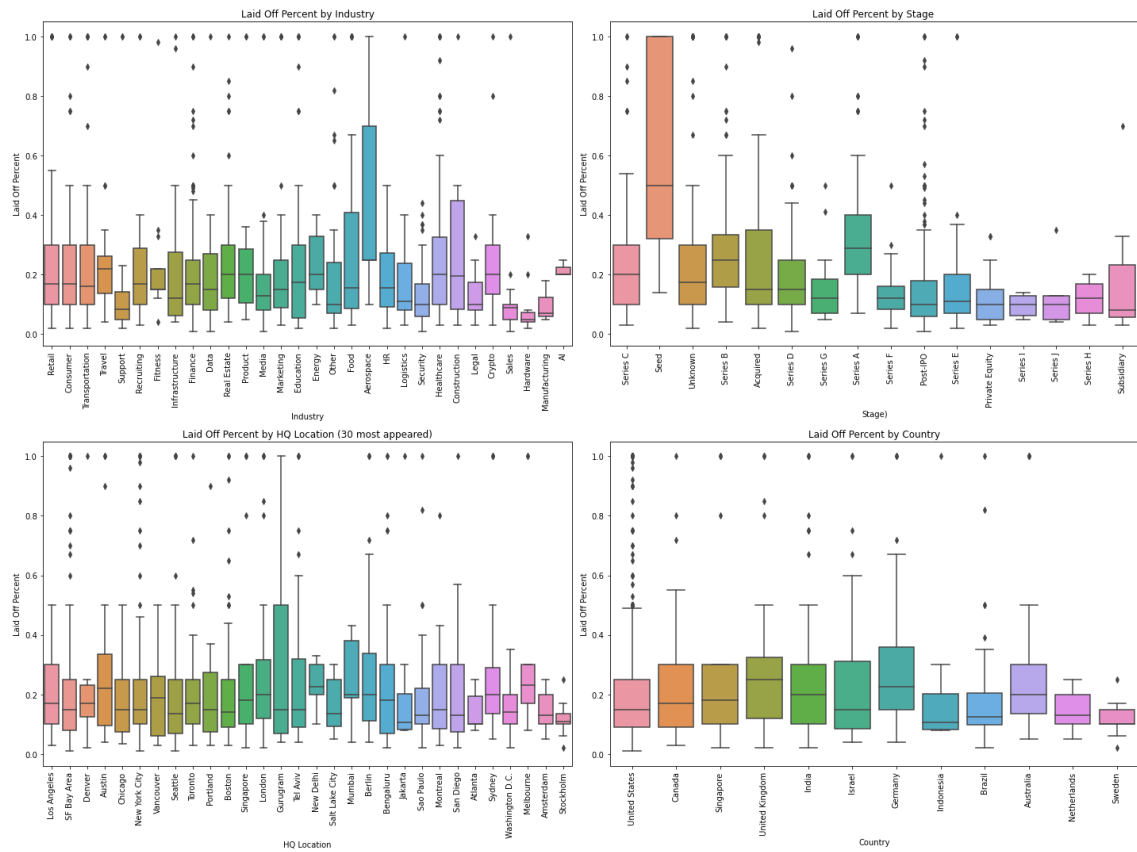 Laid Off Percent by Industry
Laid Off Percent
1.0
0.8
0.6
0.4
0.2
0.0
Retail
Consumer
Transportation
Travel
Support
Recruiting
Fitness
Infrastructure
Finance
Data
Real Estate
Product
Media
Marketing
Education
Energy
Other
Food
Aerospace
HR
Logistics
Security
Healthcare
Construction
Legal
Crypto
Sales
Hardware
Manufacturing
AI
Industry
Laid Off Percent by Stage
Laid Off Percent
1.0
0.8
0.6
0.4
0.2
0.0
Series C
Seed
Unknown
Series B
Acquired
Series D
Series G
Series A
Series F
Post-IPO
Series E
Private Equity
Series I
Series J
Series H
Subsidiary
Stage)
Laid Off Percent by HQ Location (30 most appeared)
Laid Off Percent
1.0
0.8
0.6
0.4
0.2
0.0
Los Angeles
SF Bay Area
Denver
Austin
Chicago
New York City
Vancouver
Seattle
Toronto
Portland
Boston
Singapore
London
Gurugram
Tel Aviv
New Delhi
Salt Lake City
Mumbai
Berlin
Bengaluru
Jakarta
Sao Paulo
Montreal
San Diego
Atlanta
Sydney
Washington D.C.
Melbourne
Amsterdam
Stockholm
HQ Location
Laid Off Percent by Country
Laid Off Percent
1.0
0.8
0.6
0.4
0.2
0.0
United States
Canada
Singapore
United Kingdom
India
Israel
Germany
Indonesia
Brazil
Australia
Netherlands
Sweden
Country